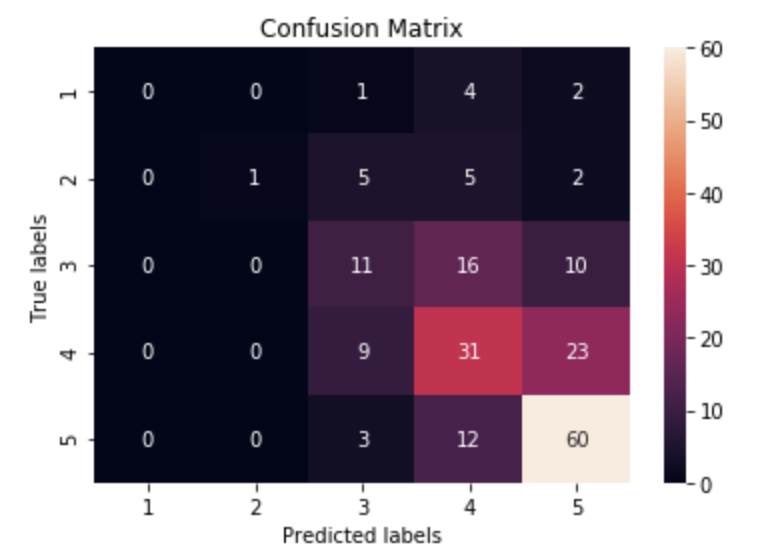 Confusion Matrix
1 0 0 1 4 2
2 0 1 5 5 2
3 0 0 11 16 10
4 0 0 9 31 23
5 0 0 3 12 60
1 2 3 4 5
Predicted labels
True labels
60
50
40
30
20
10
0